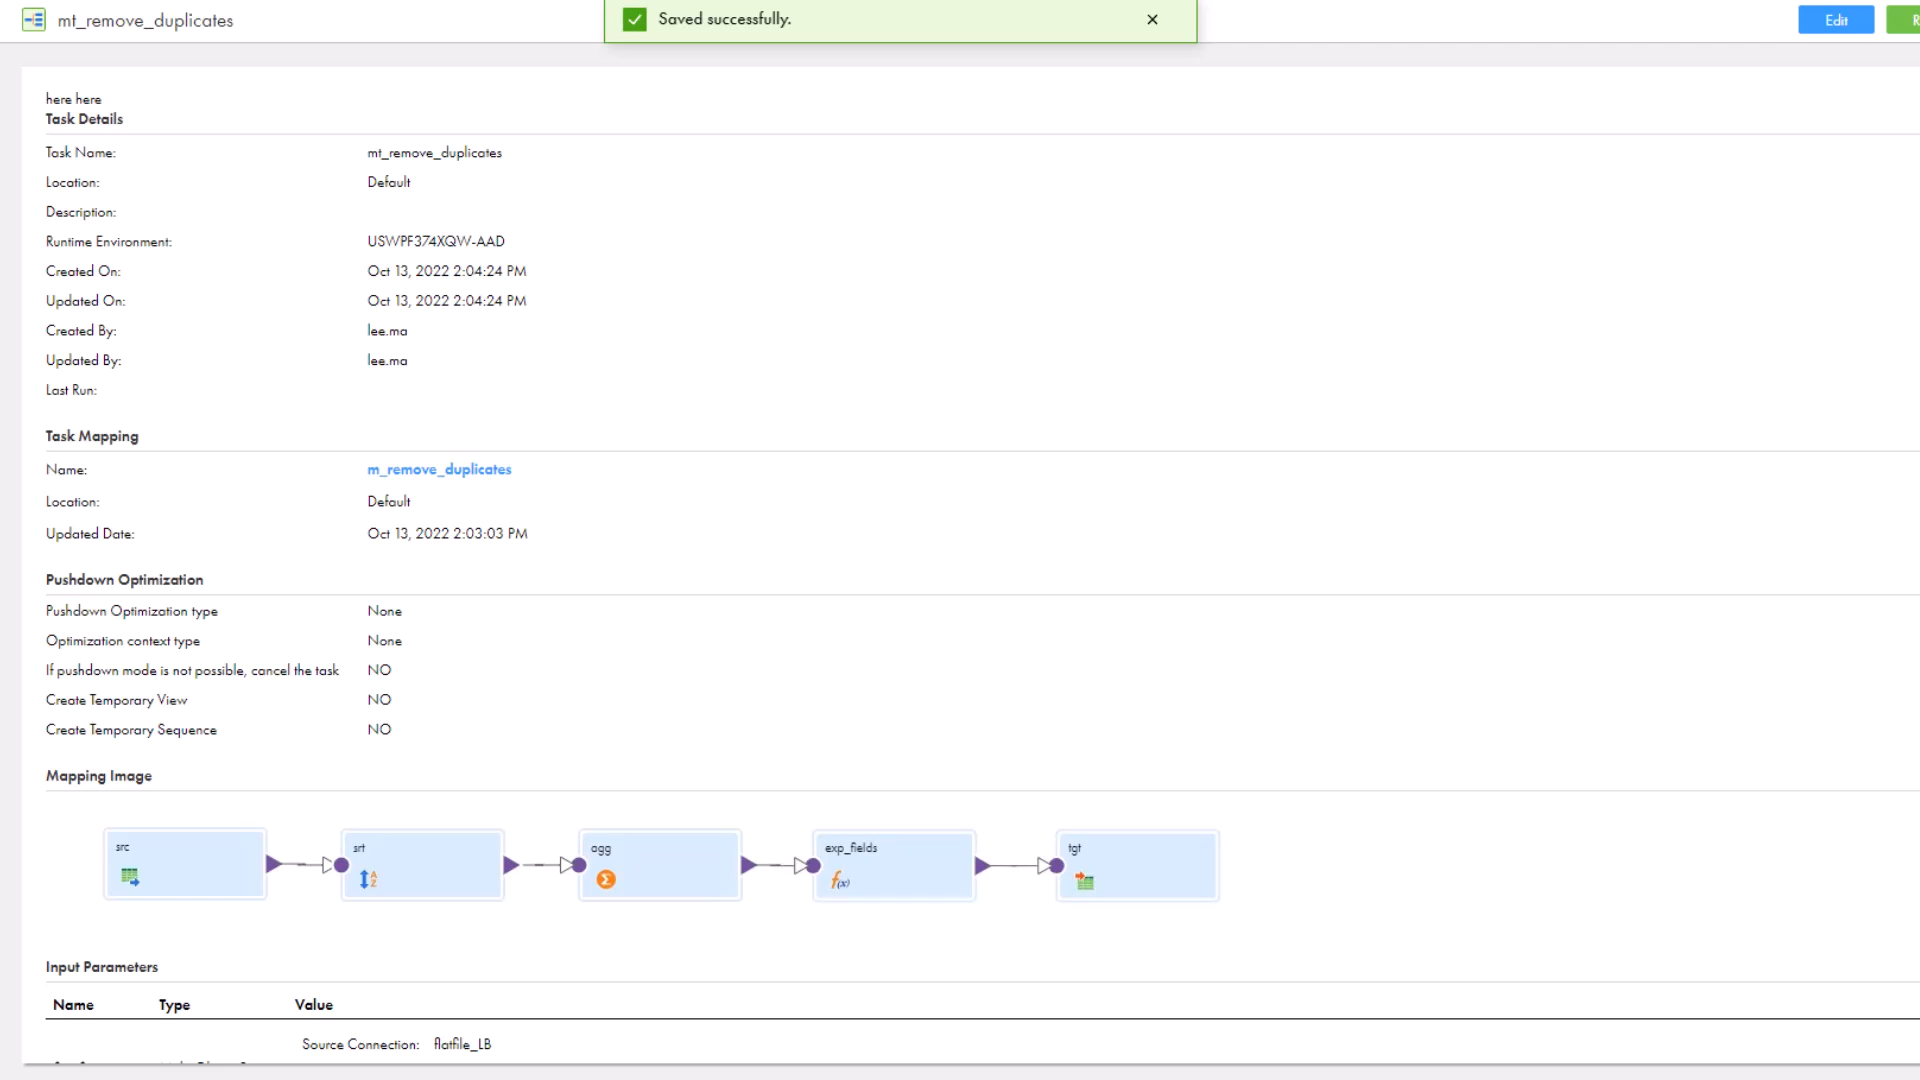 mt_remove_duplicates
Saved successfully.
Edit
here here
Task Details
Task Name: mt_remove_duplicates
Location: Default
Description:
Runtime Environment: USWPF374XQW-AAD
Created On: Oct 13, 2022 2:04:24 PM
Updated On: Oct 13, 2022 2:04:24 PM
Created By: lee.ma
Updated By: lee.ma
Last Run:
Task Mapping
Name: m_remove_duplicates
Location: Default
Updated Date: Oct 13, 2022 2:03:03 PM
Pushdown Optimization
Pushdown Optimization type None
Optimization context type None
If pushdown mode is not possible, cancel the task NO
Create Temporary View NO
Create Temporary Sequence NO
Mapping Image
src srt agg exp_fields tgt
f(x)
Input Parameters
Name Type Value
Source Connection: flatfile_LB